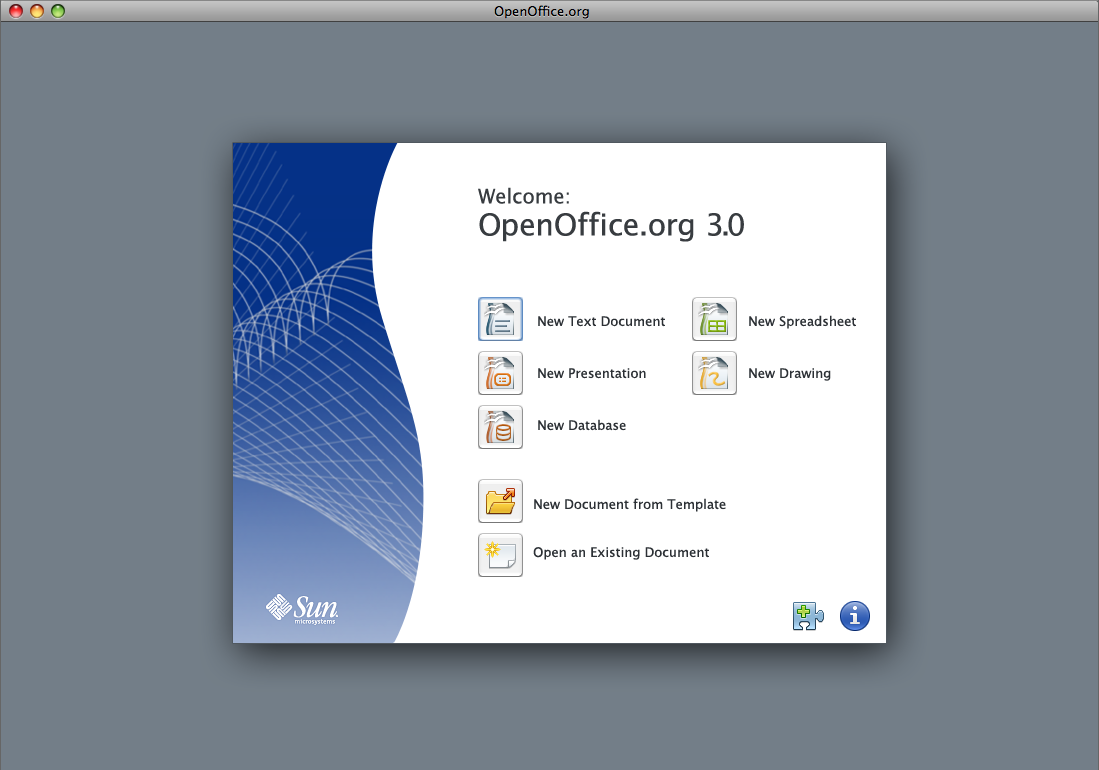 OpenOffice.org
Welcome:
OpenOffice.org 3.0
New Text Document
New Spreadsheet
New Presentation
New Drawing
New Database
New Document from Template
Open an Existing Document
Sun
microsystems